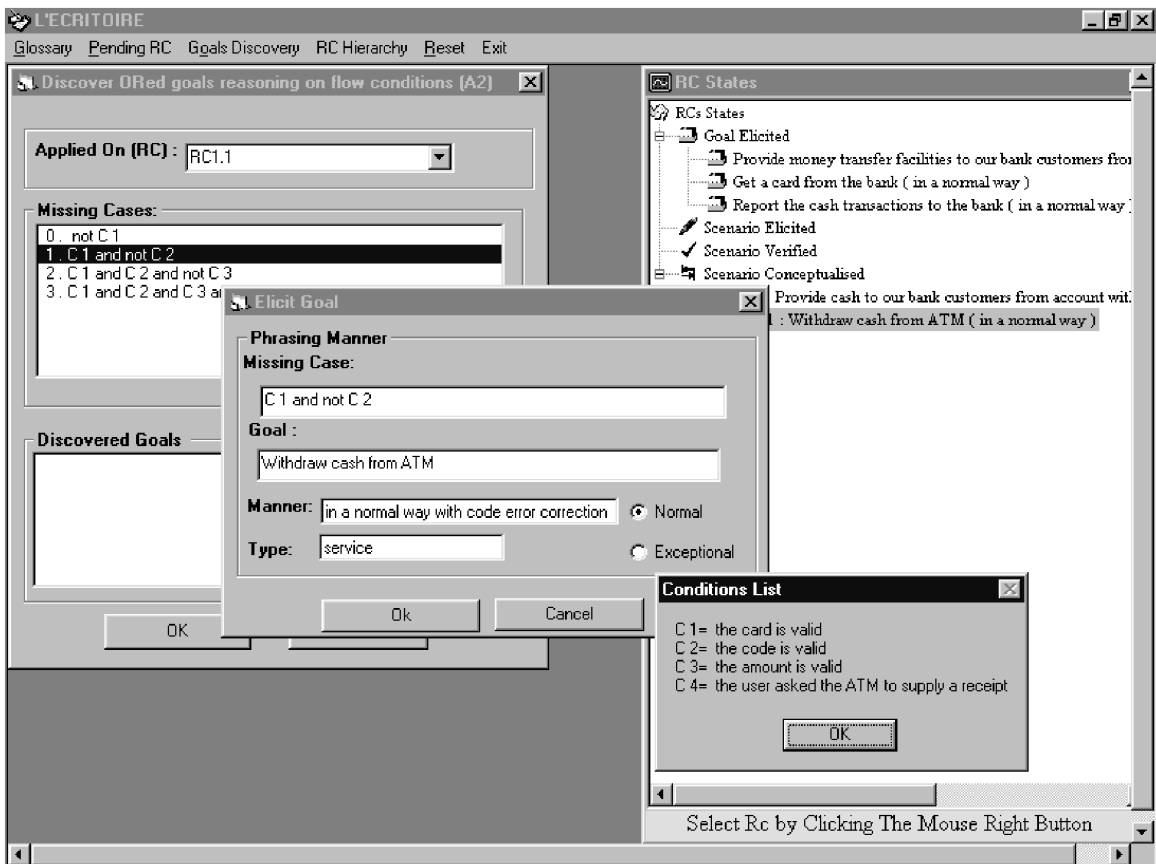 L'ECRITOIRE
Glossary Pending RC Goals Discovery RC Hierarchy Reset Exit
Discover ORed goals reasoning on flow conditions (A2)
Applied On (RC) : RC1.1
Missing Cases:
0 . not C 1
1 . C 1 and not C 2
2 . C 1 and C 2 and not C 3
3 . C 1 and C 2 and C 3
Discovered Goals
OK
Elicit Goal
Phrasing Manner
Missing Case:
C 1 and not C 2
Goal :
Withdraw cash from ATM
Manner: in a normal way with code error correction Normal
Type: service Exceptional
Ok Cancel
RC States
RCs States
Goal Elicited
Provide money transfer facilities to our bank customers
Get a card from the bank ( in a normal way )
Report the cash transactions to the bank ( in a normal way
Scenario Elicited
Scenario Verified
Scenario Conceptualised
Provide cash to our bank customers from account
: Withdraw cash from ATM ( in a normal way )
Conditions List
C 1= the card is valid
C 2= the code is valid
C 3= the amount is valid
C 4= the user asked the ATM to supply a receipt
OK
Select Rc by Clicking The Mouse Right Button